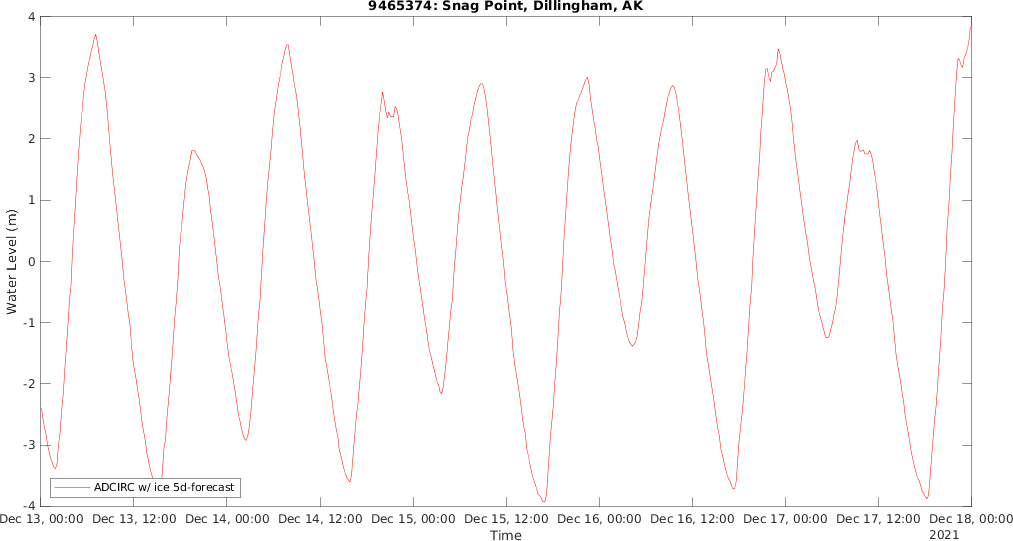 9465374: Snag Point, Dillingham, AK
4
3
2
1
0
-1
-2
-3
-4
Water Level (m)
ADCIRC w/ ice 5d-forecast
Dec 13, 00:00 Dec 13, 12:00 Dec 14, 00:00 Dec 14, 12:00 Dec 15, 00:00 Dec 15, 12:00 Dec 16, 00:00 Dec 16, 12:00 Dec 17, 00:00 Dec 17, 12:00 Dec 18, 00:00
Time
2021